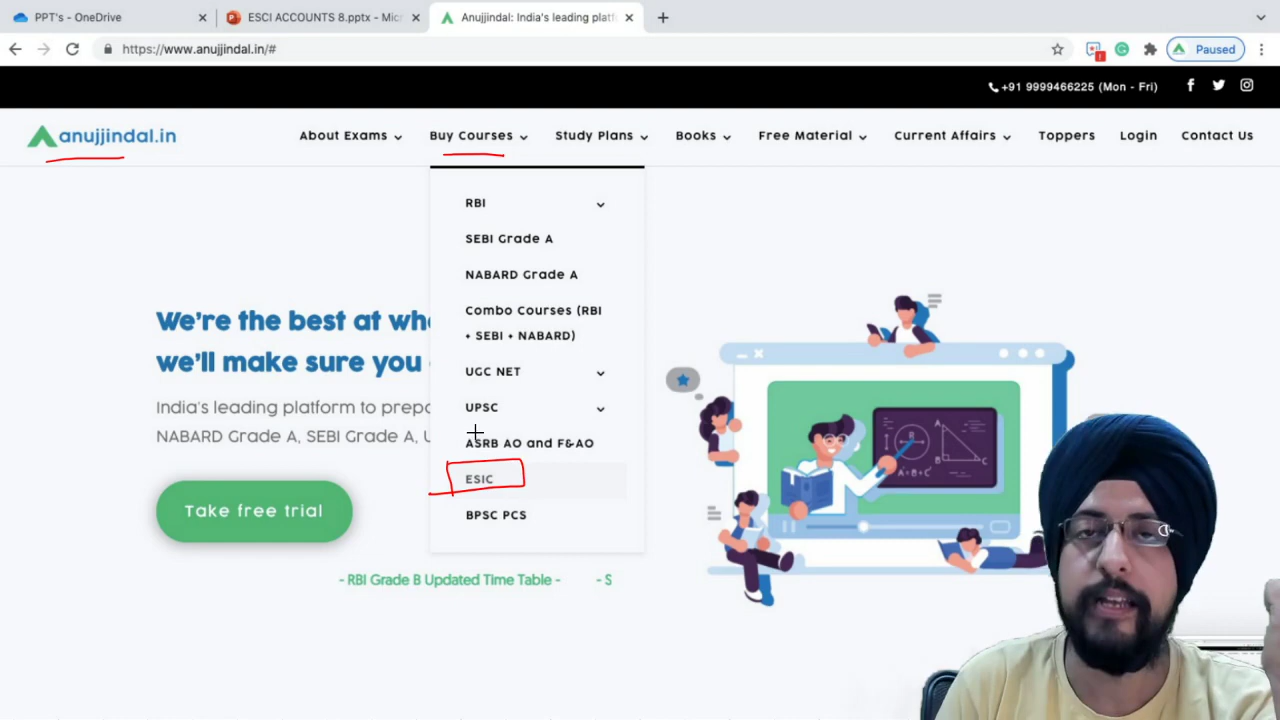 PPT's - OneDrive
ESCI ACCOUNTS 8.pptx - Mic
Anujjindal: India's leading platf
https://www.anujjindal.in/#
Paused
+91 9999466225 (Mon - Fri)
anujjindal.in
About Exams
Buy Courses
Study Plans
Books
Free Material
Current Affairs
Toppers
Login
Contact Us
RBI
SEBI Grade A
NABARD Grade A
Combo Courses (RBI
+ SEBI + NABARD)
UGC NET
UPSC
ASRB AO and F&AO
ESIC
BPSC PCS
We're the best at wh
we'll make sure you
India's leading platform to prep
NABARD Grade A, SEBI Grade A, U
Take free trial
- RBI Grade B Updated Time Table -
- S